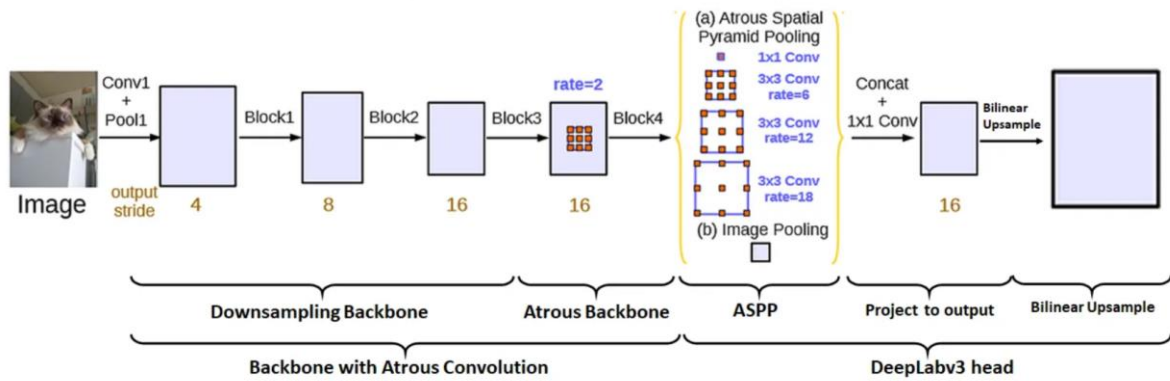 (a) Atrous Spatial
Pyramid Pooling
1x1 Conv
3x3 Conv
rate=6
3x3 Conv
rate=12
3x3 Conv
rate=18
(b) Image Pooling
Conv1
+
Pool1
Block1
Block2
Block3
rate=2
Block4
Concat
+
1x1 Conv
Bilinear
Upsample
Image
output
stride
4
8
16
16
16
Downsampling Backbone
Atrous Backbone
ASPP
Project to output
Bilinear Upsample
Backbone with Atrous Convolution
DeepLabv3 head